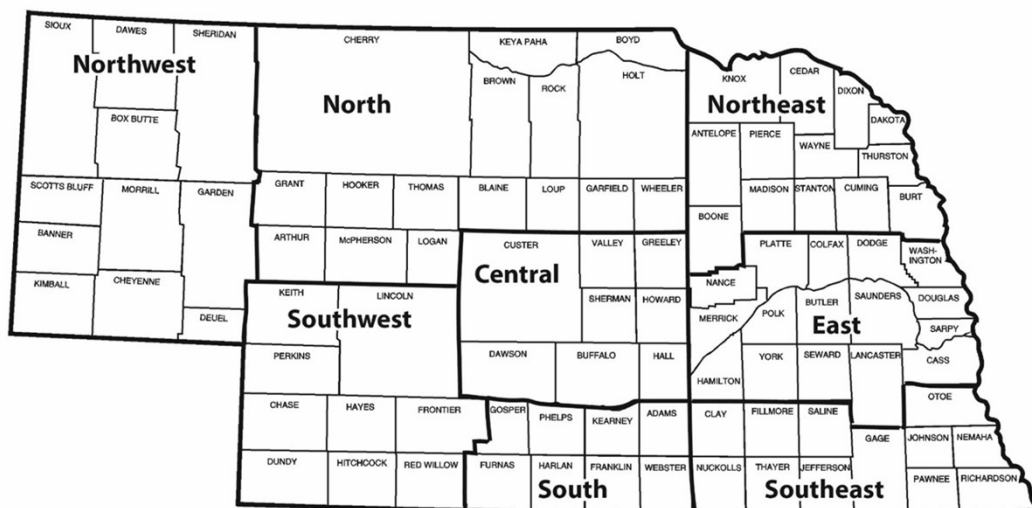 SIOUX
DAWES
SHERIDAN
Northwest
BOX BUTTE
SCOTTS BLUFF
MORRILL
GARDEN
BANNER
KIMBALL
CHEYENNE
DEUEL
CHERRY
KEYA PAHA
BOYD
North
BROWN
ROCK
HOLT
GRANT
HOOKER
THOMAS
BLAINE
LOUP
GARFIELD
WHEELER
ARTHUR
McPHERSON
LOGAN
KNOX
CEDAR
DIXON
Northeast
DAKOTA
ANTELOPE
PIERCE
WAYNE
THURSTON
MADISON
STANTON
CUMING
BURT
BOONE
CUSTER
VALLEY
GREELEY
Central
SHERMAN
HOWARD
DAWSON
BUFFALO
HALL
PLATTE
COLFAX
DODGE
WASH-
INGTON
NANCE
MERRICK
POLK
BUTLER
SAUNDERS
DOUGLAS
East
SARPY
YORK
SEWARD
LANCASTER
CASS
HAMILTON
KEITH
LINCOLN
Southwest
PERKINS
CHASE
HAYES
FRONTIER
DUNDY
HITCHCOCK
RED WILLOW
GOSPER
PHELPS
KEARNEY
ADAMS
FURNAS
HARLAN
FRANKLIN
WEBSTER
South
CLAY
FILLMORE
SALINE
GAGE
OTOE
JOHNSON
NEMAHA
NUCKOLLS
THAYER
JEFFERSON
PAWNEE
RICHARDSON
Southeast